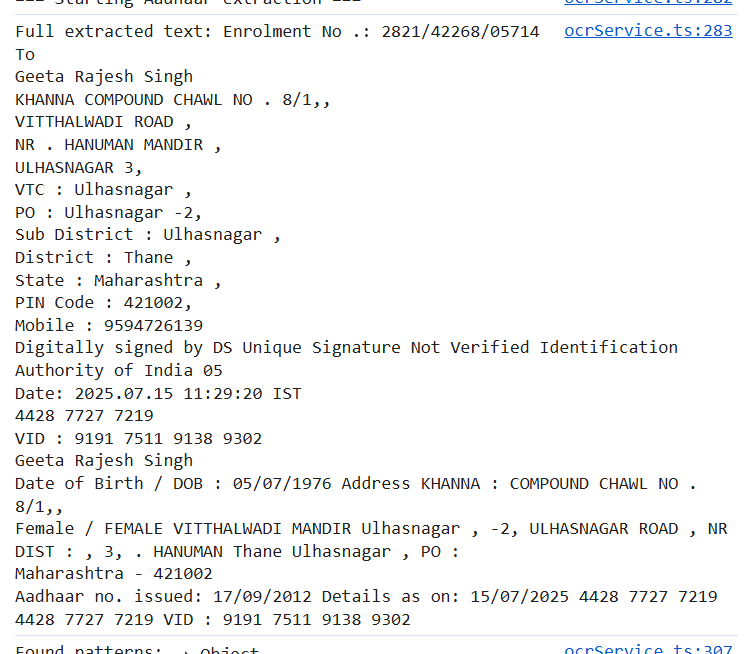 === Starting Aadhaar extraction === ocrService.ts:282
Full extracted text: Enrolment No .: 2821/42268/05714 ocrService.ts:283
To
Geeta Rajesh Singh
KHANNA COMPOUND CHAWL NO . 8/1,,
VITTHALWADI ROAD ,
NR . HANUMAN MANDIR ,
ULHASNAGAR 3,
VTC : Ulhasnagar ,
PO : Ulhasnagar -2,
Sub District : Ulhasnagar ,
District : Thane ,
State : Maharashtra ,
PIN Code : 421002,
Mobile : 9594726139
Digitally signed by DS Unique Signature Not Verified Identification
Authority of India 05
Date: 2025.07.15 11:29:20 IST
4428 7727 7219
VID : 9191 7511 9138 9302
Geeta Rajesh Singh
Date of Birth / DOB : 05/07/1976 Address KHANNA : COMPOUND CHAWL NO .
8/1,,
Female / FEMALE VITTHALWADI MANDIR Ulhasnagar , -2, ULHASNAGAR ROAD , NR
DIST : , 3, . HANUMAN Thane Ulhasnagar , PO :
Maharashtra - 421002
Aadhaar no. issued: 17/09/2012 Details as on: 15/07/2025 4428 7727 7219
4428 7727 7219 VID : 9191 7511 9138 9302
Found patterns: Object ocrService.ts:307